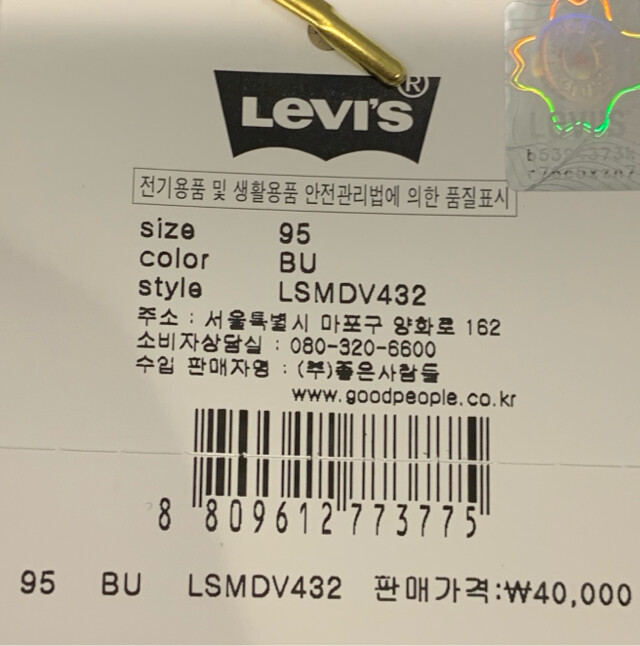 LEVI'S®
전기용품 및 생활용품 안전관리법에 의한 품질표시
size 95
color BU
style LSMDV432
주소 : 서울특별시 마포구 양화로 162
소비자상담실 : 080-320-6600
수입 판매자명 : (주)좋은사람들
www.goodpeople.co.kr
8 809612 773775
95 BU LSMDV432 판매가격:₩40,000